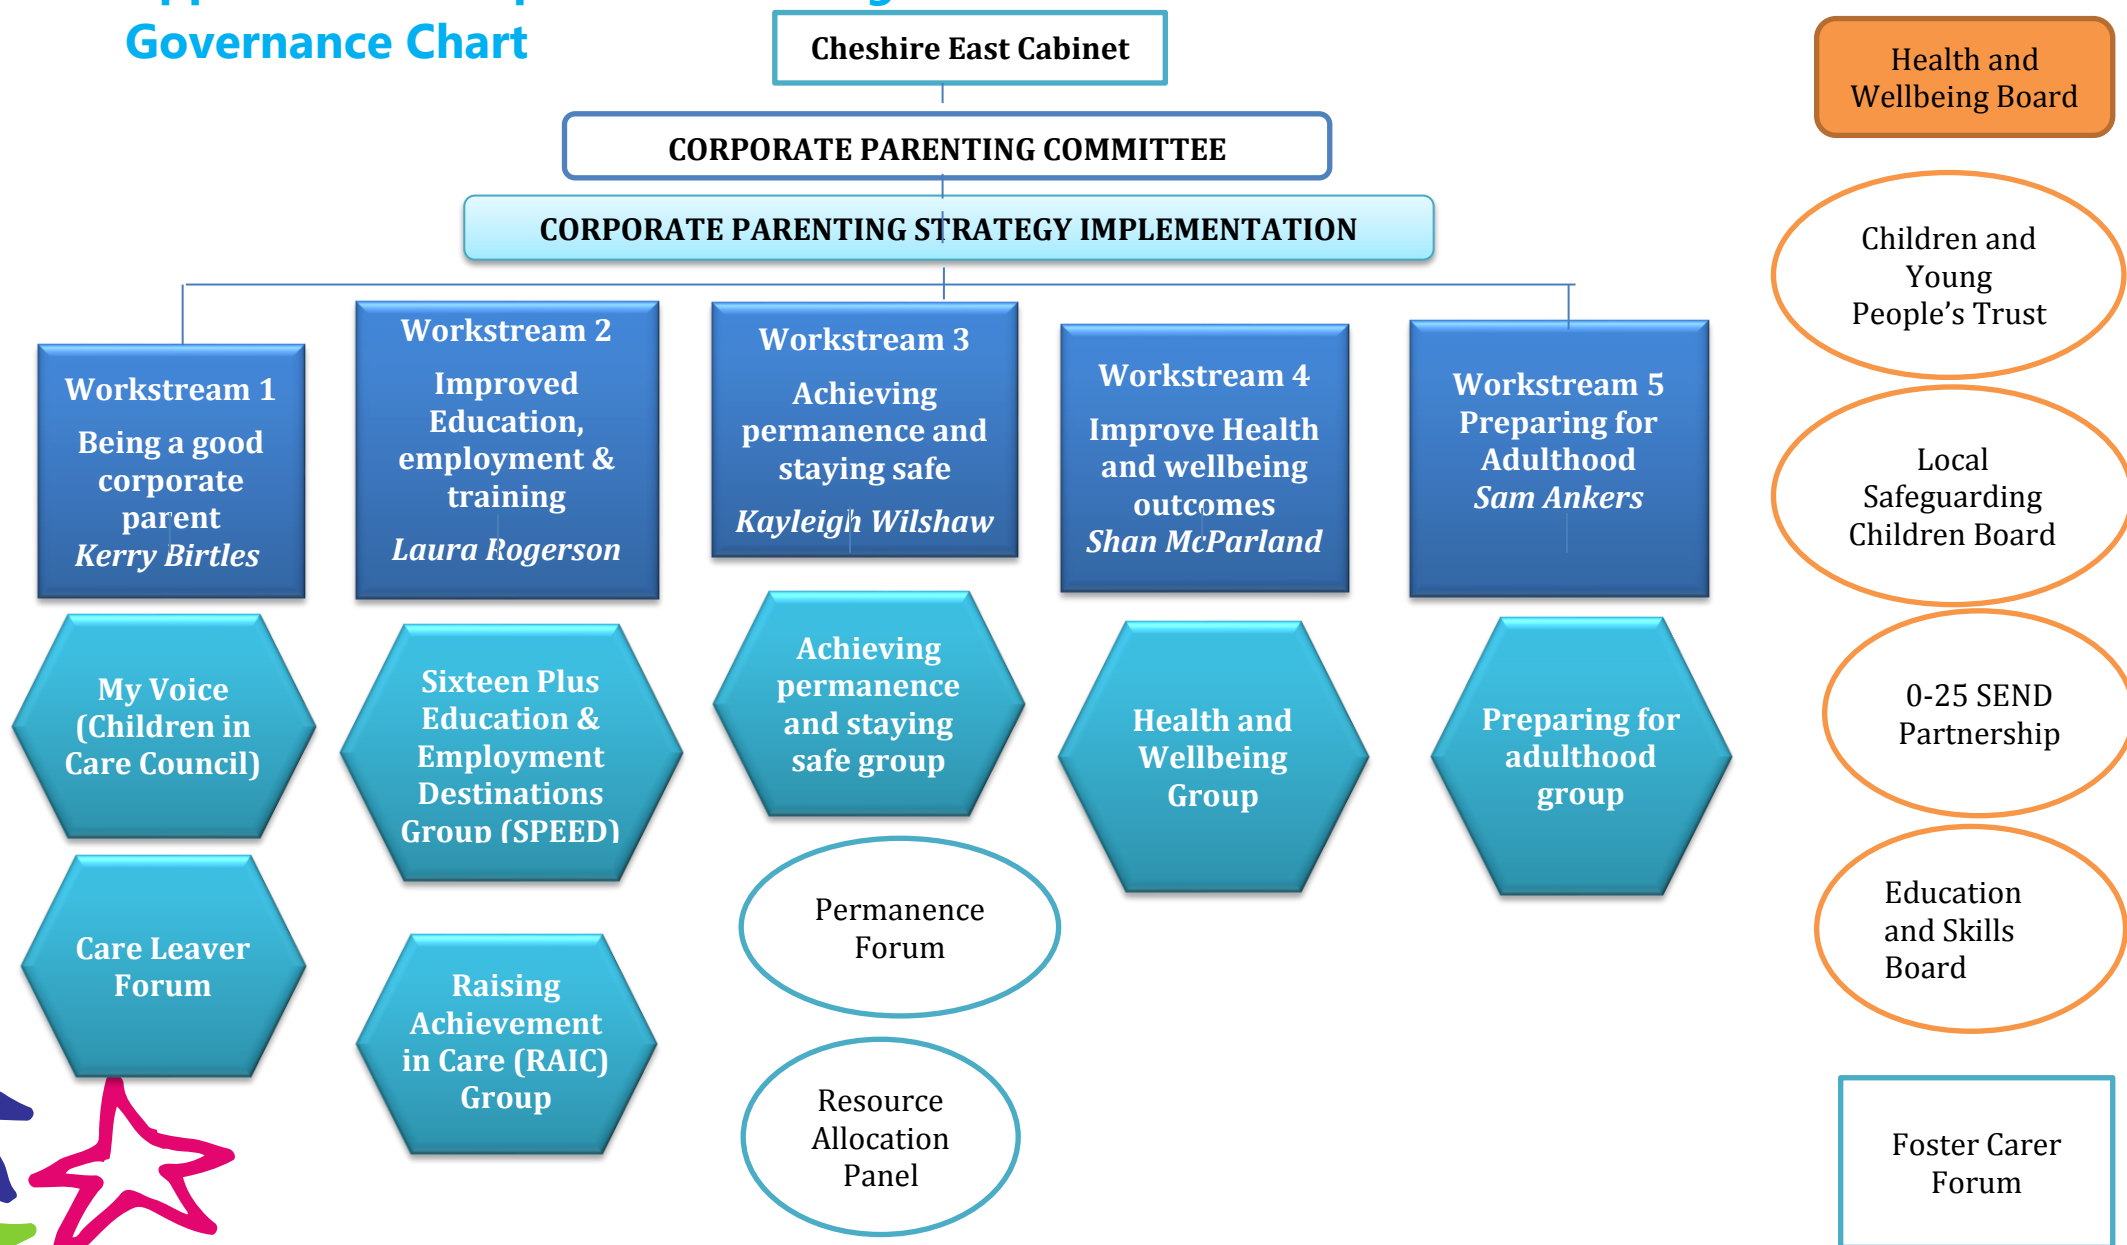 Governance Chart
Cheshire East Cabinet
CORPORATE PARENTING COMMITTEE
CORPORATE PARENTING STRATEGY IMPLEMENTATION
Workstream 1
Being a good
corporate
parent
Kerry Birtles
Workstream 2
Improved
Education,
employment &
training
Laura Rogerson
Workstream 3
Achieving
permanence and
staying safe
Kayleigh Wilshaw
Workstream 4
Improve Health
and wellbeing
outcomes
Shan McParland
Workstream 5
Preparing for
Adulthood
Sam Ankers
My Voice
(Children in
Care Council)
Care Leaver
Forum
Sixteen Plus
Education &
Employment
Destinations
Group (SPEED)
Raising
Achievement
in Care (RAIC)
Group
Achieving
permanence
and staying
safe group
Permanence
Forum
Resource
Allocation
Panel
Health and
Wellbeing
Group
Preparing for
adulthood
group
Health and
Wellbeing Board
Children and
Young
People’s Trust
Local
Safeguarding
Children Board
0-25 SEND
Partnership
Education
and Skills
Board
Foster Carer
Forum